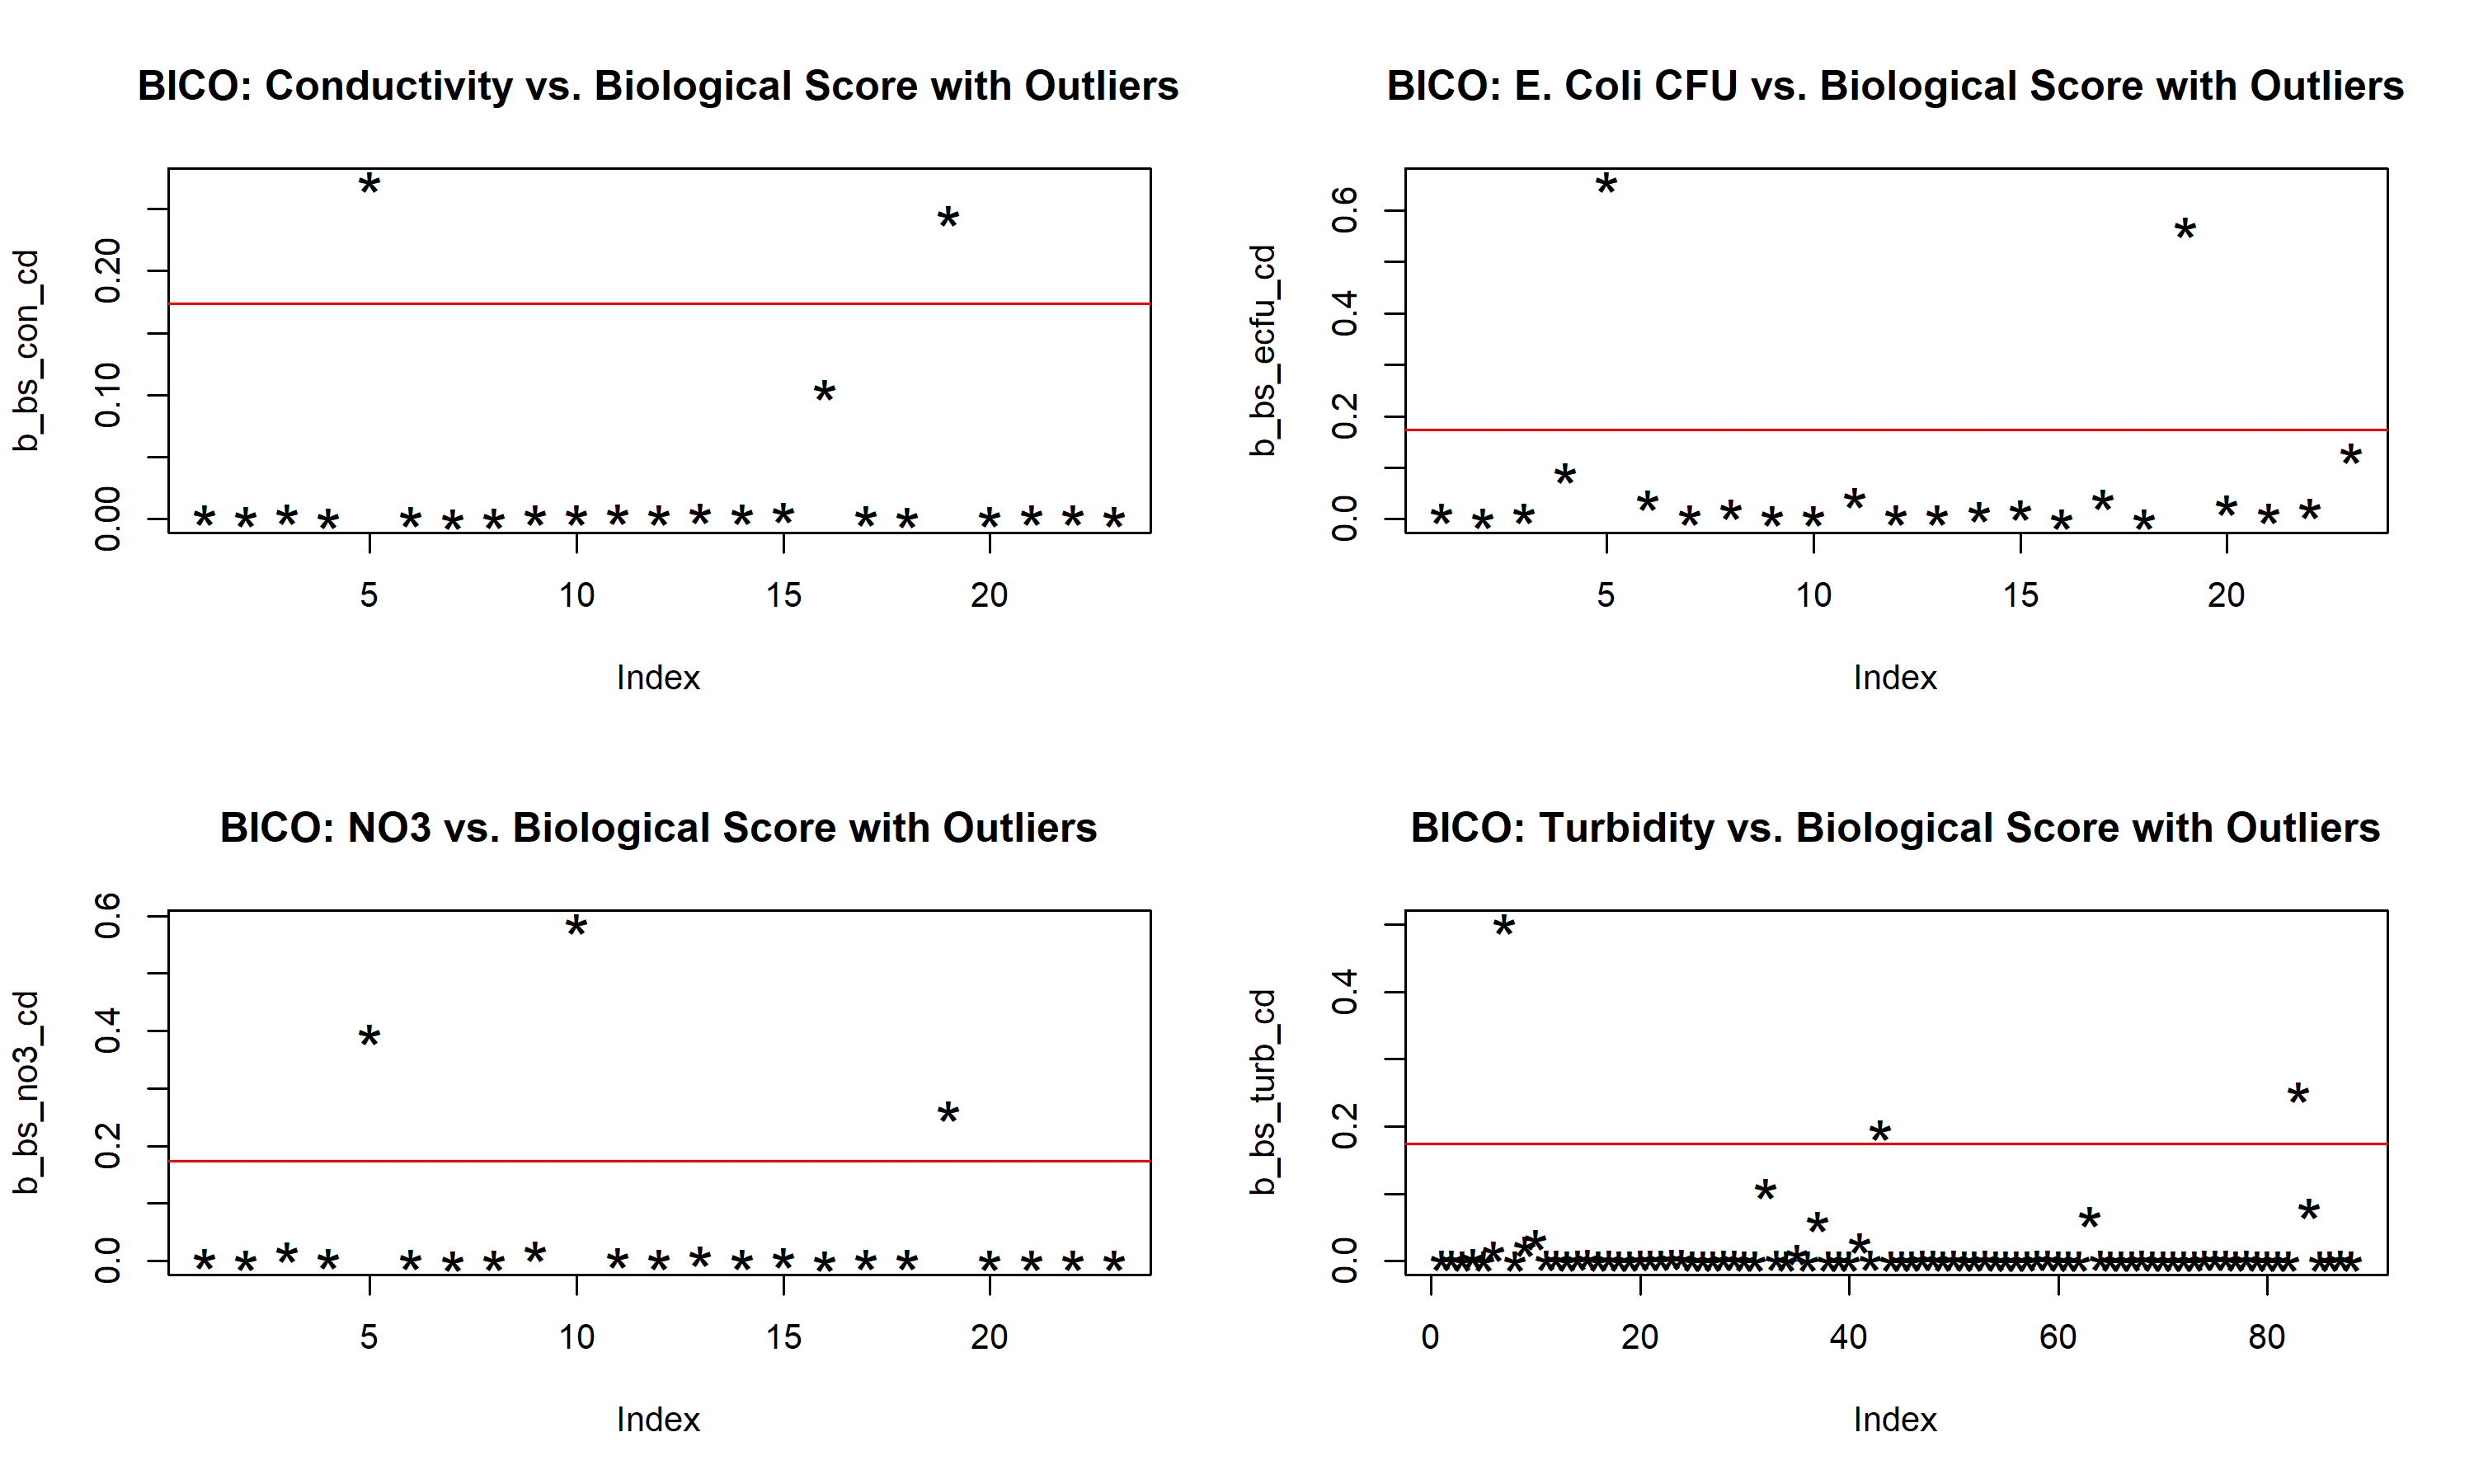 BICO: Conductivity vs. Biological Score with Outliers
b_bs_con_cd
0.00 0.10 0.20
5 10 15 20
Index
BICO: E. Coli CFU vs. Biological Score with Outliers
b_bs_ecfu_cd
0.0 0.2 0.4 0.6
5 10 15 20
Index
BICO: NO3 vs. Biological Score with Outliers
b_bs_no3_cd
0.0 0.2 0.4 0.6
5 10 15 20
Index
BICO: Turbidity vs. Biological Score with Outliers
b_bs_turb_cd
0.0 0.2 0.4
0 20 40 60 80
Index